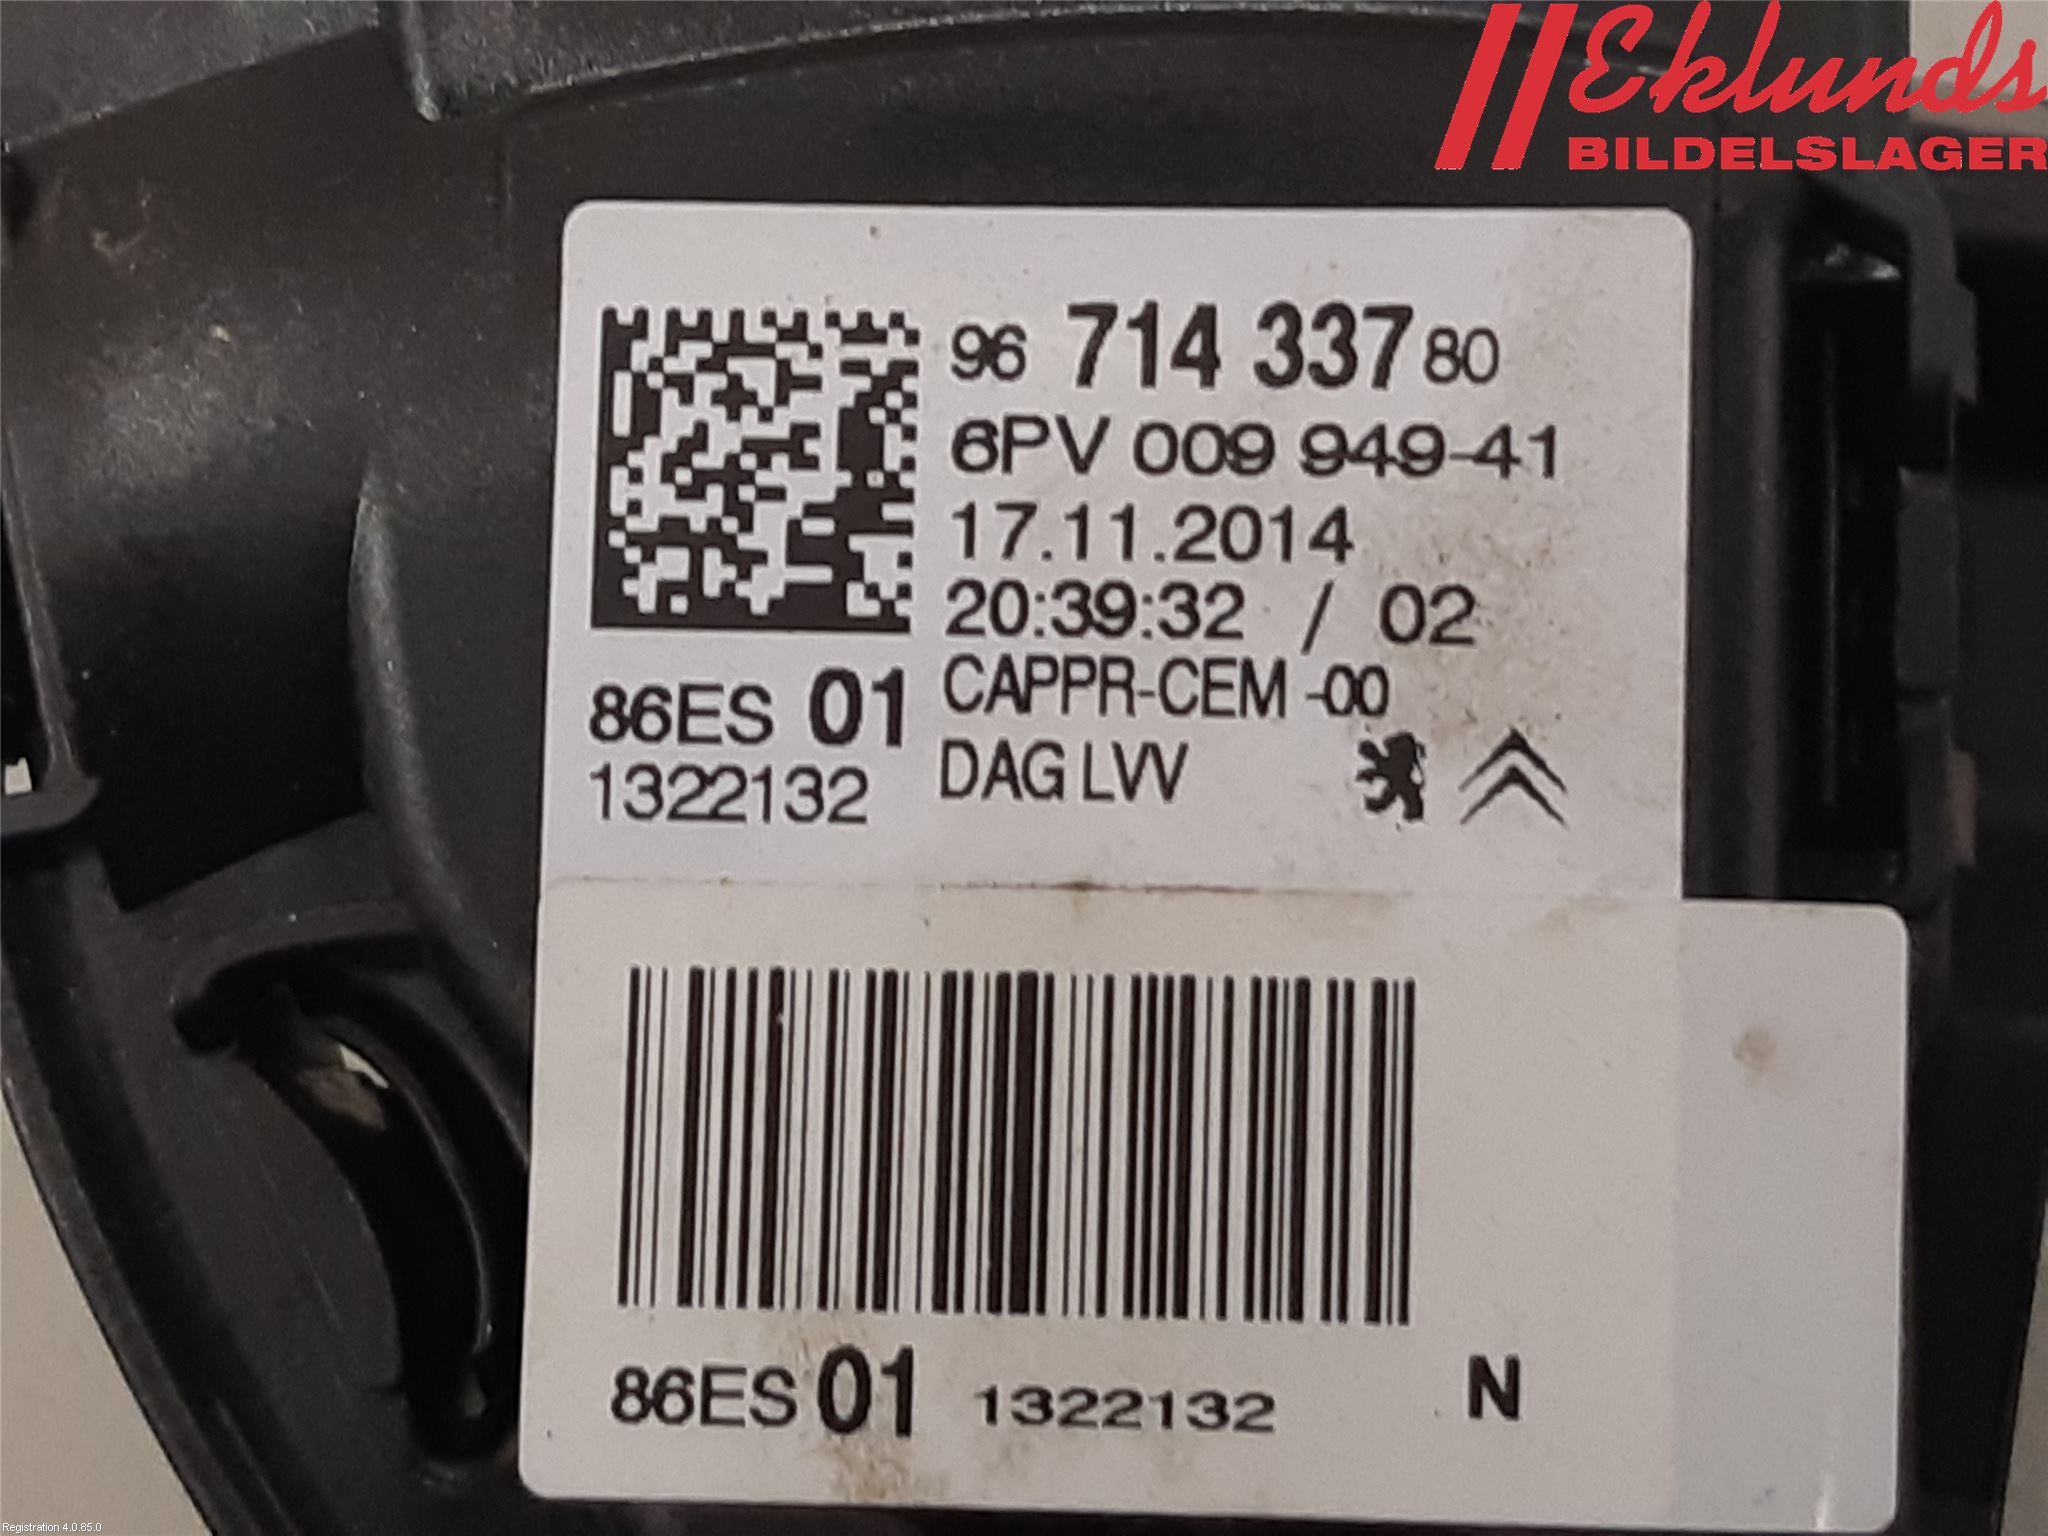 Eklunds
BILDELSLAGER
96 714 337 80
6PV 009 949-41
17.11.2014
20:39:32 / 02
CAPPR-CEM -00
DAG LVV
86ES 01
1322132
86ES 01 1322132 N
Registration 4.0.85.0